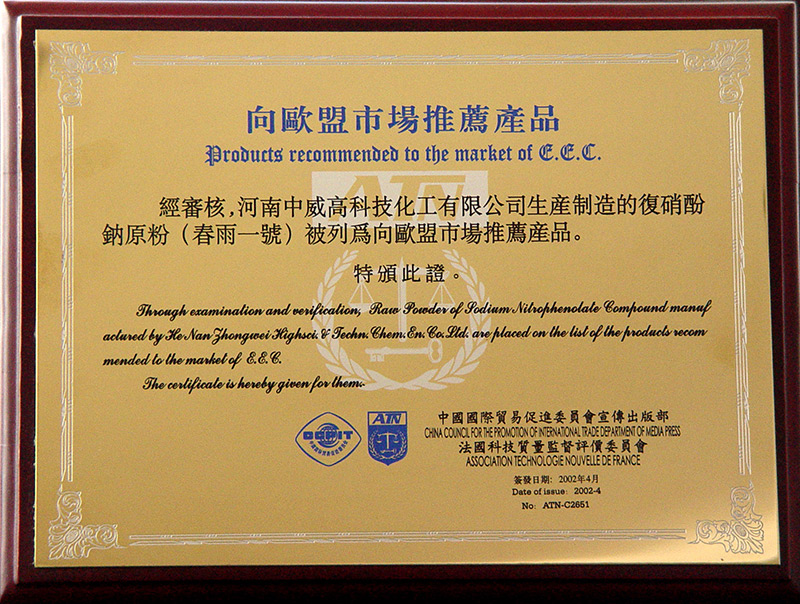 向歐盟市場推薦產品
Products recommended to the market of E.E.C.
ATN
經審核,河南中威高科技化工有限公司生産制造的復硝酚
鈉原粉（春雨一號）被列爲向歐盟市場推薦産品。
特頒此證。
Through examination and verification, Raw Powder of Sodium Nitrophenolate Compound manuf
actured by He Nan Zhongwei Highsci. & Techn. Chem. En. Co. Ltd. are placed on the list of the products recom
mended to the market of E.E.C.
The certificate is hereby given for them.
CCPIT
ATN
中國國際貿易促進委員會宣傳出版部
CHINA COUNCIL FOR THE PROMOTION OF INTERNATIONAL TRADE DEPARTMENT OF MEDIA PRESS
法國科技質量監督評價委員會
ASSOCIATION TECHNOLOGIE NOUVELLE DE FRANCE
簽發日期: 2002年4月
Date of issue: 2002-4
No: ATN-C2651